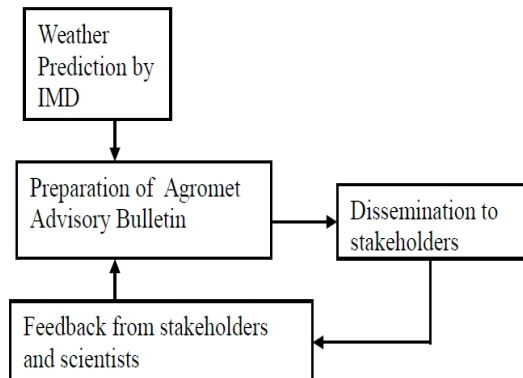 Weather
Prediction by
IMD
Preparation of Agromet
Advisory Bulletin
Dissemination to
stakeholders
Feedback from stakeholders
and scientists